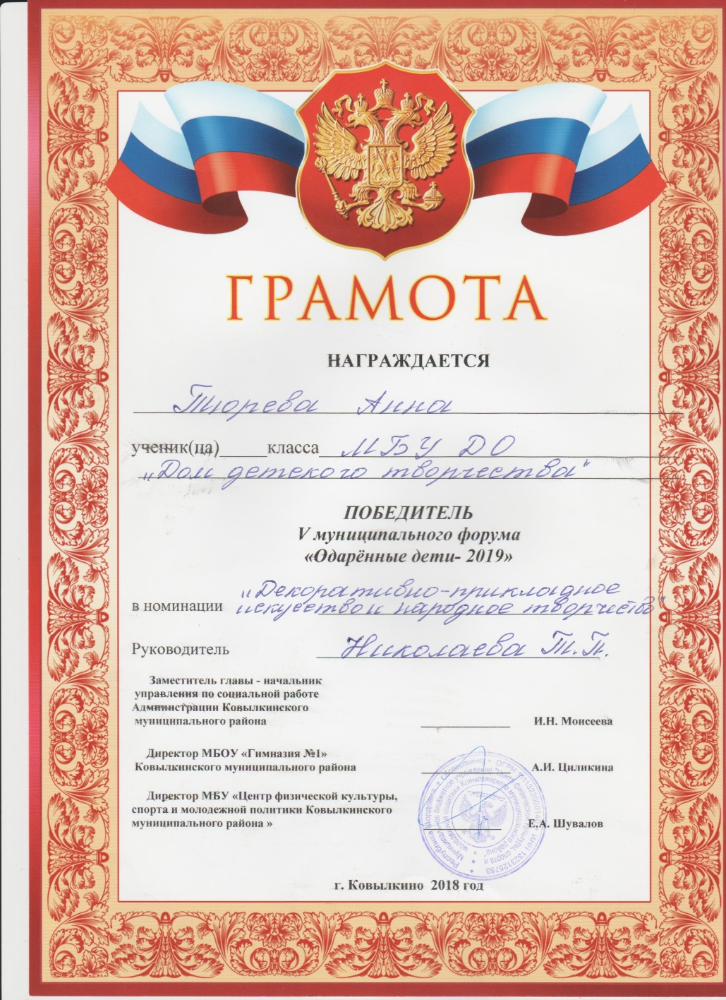 ГРАМОТА
НАГРАЖДАЕТСЯ
Тюрева Анна
ученик(ца)______класса МБУ ДО
„Дом детского творчества"
ПОБЕДИТЕЛЬ
V муниципального форума
«Одарённые дети- 2019»
„Декоративно-прикладное
в номинации искусство и народное творчество"
Руководитель Николаева Т.П.
Заместитель главы - начальник
управления по социальной работе
Администрации Ковылкинского
муниципального района И.Н. Моисеева
Директор МБОУ «Гимназия №1»
Ковылкинского муниципального района А.И. Циликина
Директор МБУ «Центр физической культуры,
спорта и молодежной политики Ковылкинского
муниципального района » Е.А. Шувалов
г. Ковылкино 2018 год